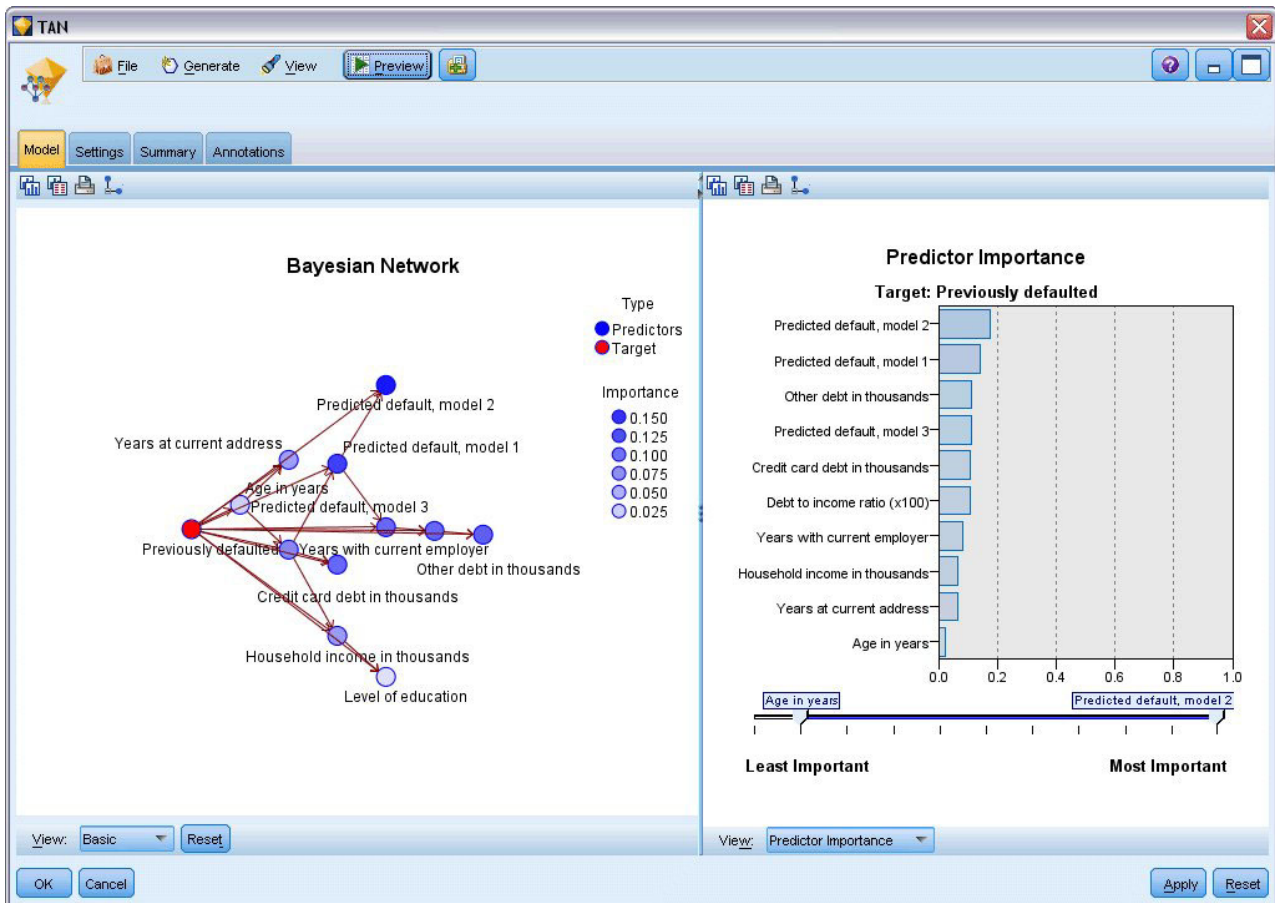 TAN
File Generate View Preview
Model Settings Summary Annotations
Bayesian Network
Type
Predictors
Target
Importance
0.150
0.125
0.100
0.075
0.050
0.025
Predicted default, model 2
Years at current address
Predicted default, model 1
Age in years
Predicted default, model 3
Previously defaulted
Years with current employer
Other debt in thousands
Credit card debt in thousands
Household income in thousands
Level of education
View: Basic Reset
Predictor Importance
Target: Previously defaulted
Predicted default, model 2
Predicted default, model 1
Other debt in thousands
Predicted default, model 3
Credit card debt in thousands
Debt to income ratio (x100)
Years with current employer
Household income in thousands
Years at current address
Age in years
0.0 0.2 0.4 0.6 0.8 1.0
Age in years Predicted default, model 2
Least Important Most Important
View: Predictor Importance
OK Cancel Apply Reset